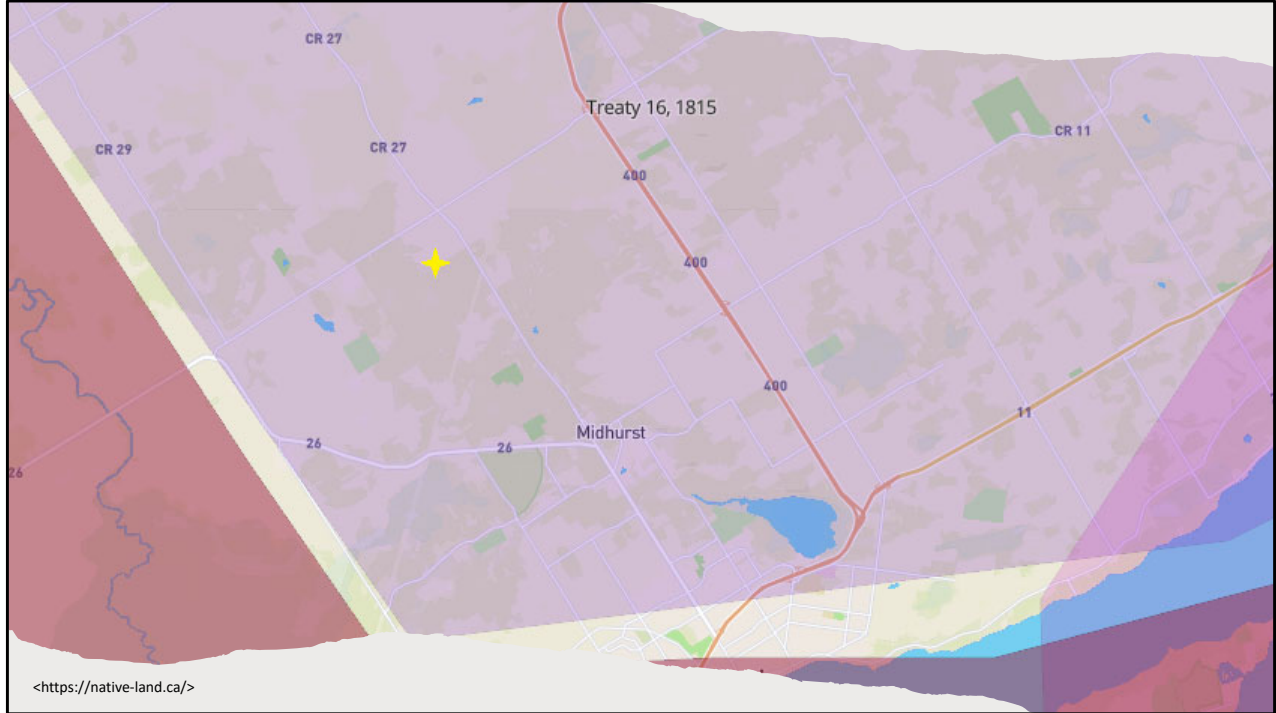 CR 27
Treaty 16, 1815
CR 11
CR 29
CR 27
400
400
400
11
Midhurst
26
26
26
<https://native-land.ca/>